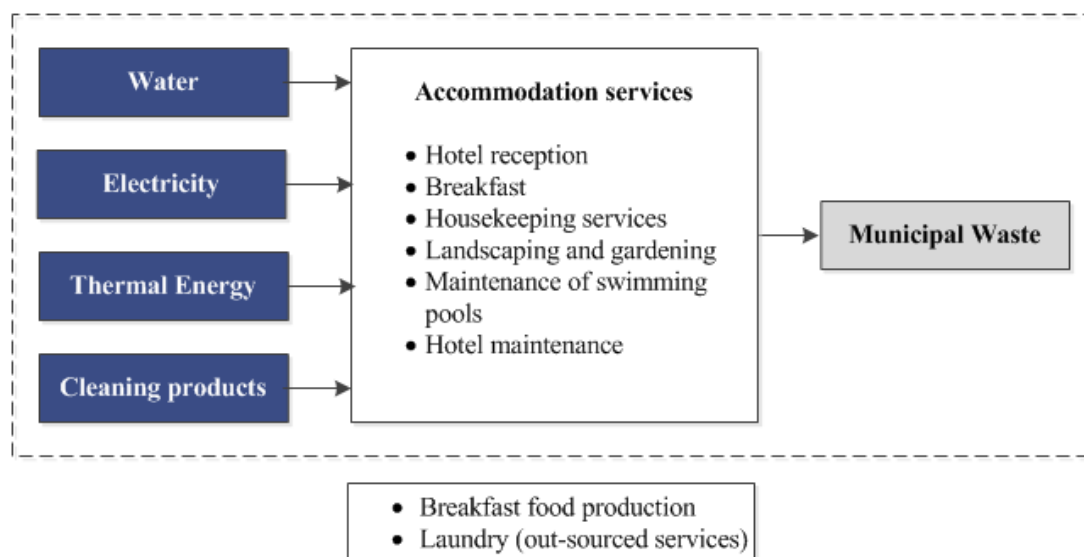 Water
Electricity
Thermal Energy
Cleaning products
Accommodation services
• Hotel reception
• Breakfast
• Housekeeping services
• Landscaping and gardening
• Maintenance of swimming
pools
• Hotel maintenance
Municipal Waste
• Breakfast food production
• Laundry (out-sourced services)